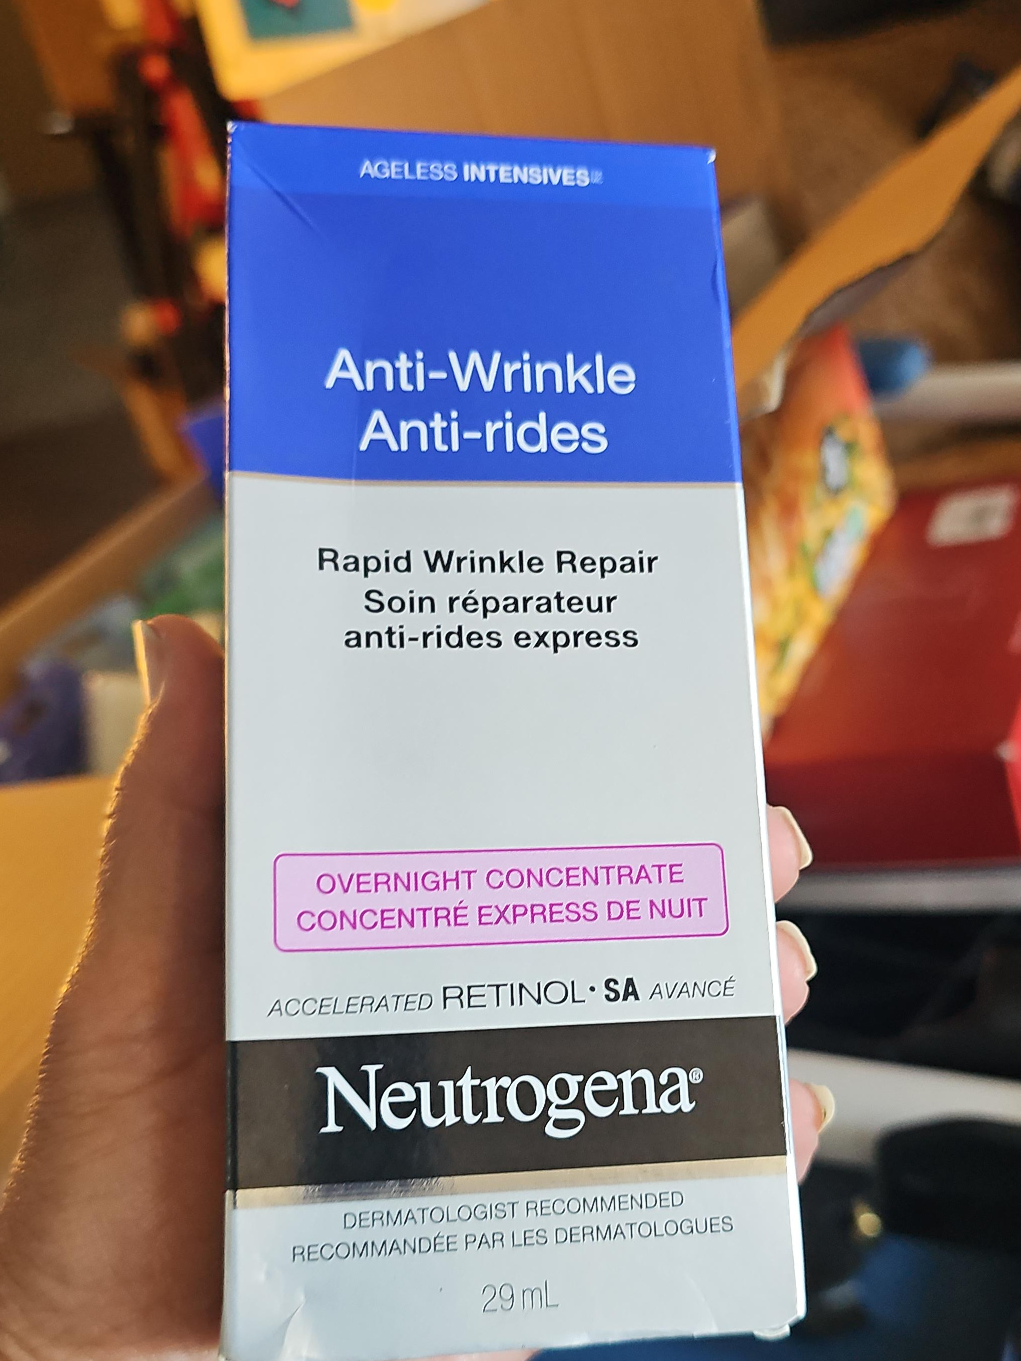 AGELESS INTENSIVES®
Anti-Wrinkle
Anti-rides
Rapid Wrinkle Repair
Soin réparateur
anti-rides express
OVERNIGHT CONCENTRATE
CONCENTRÉ EXPRESS DE NUIT
ACCELERATED RETINOL·SA AVANCÉ
Neutrogena®
DERMATOLOGIST RECOMMENDED
RECOMMANDÉE PAR LES DERMATOLOGUES
29 mL